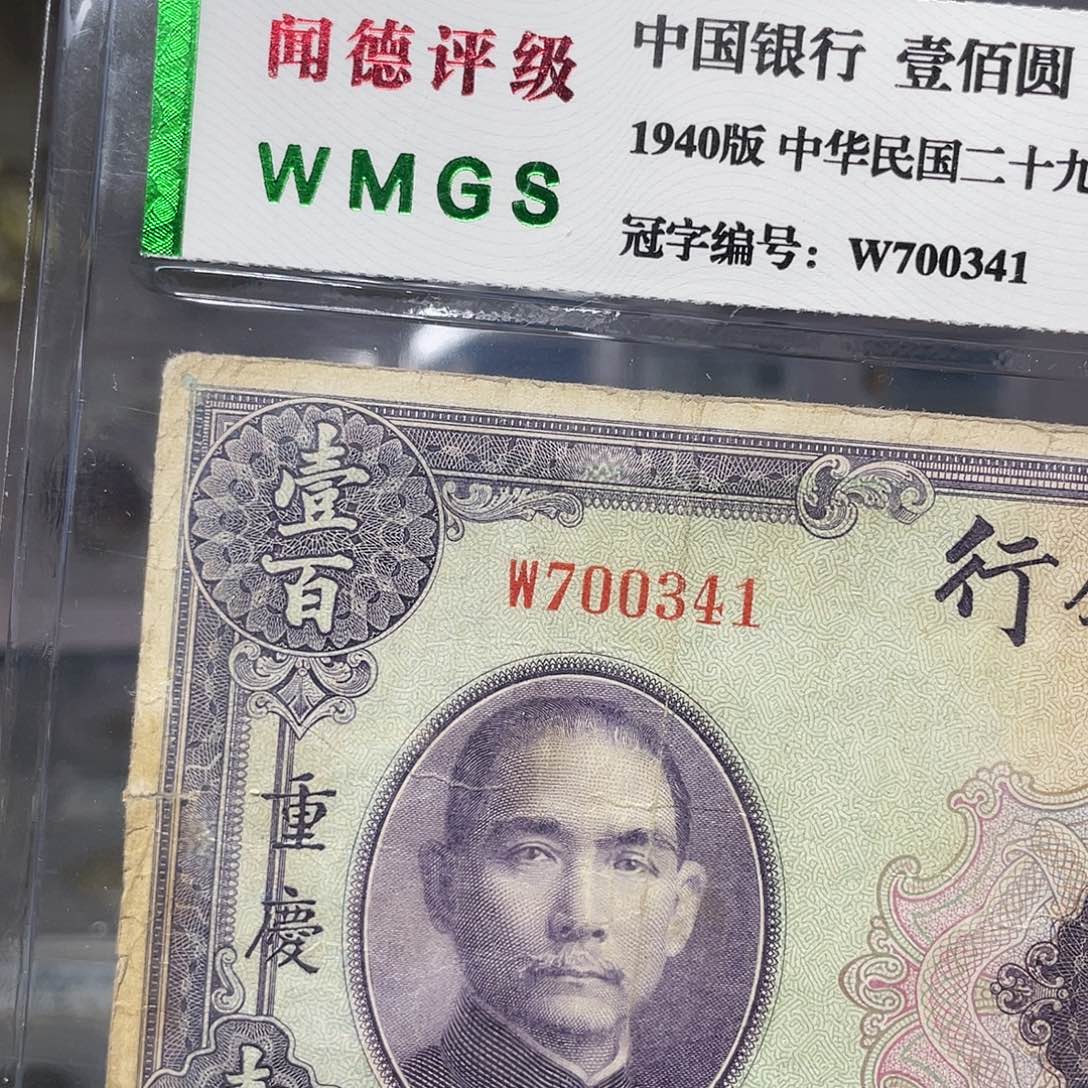 闻德评级
WMGS
中国银行 壹佰圆
1940版 中华民国二十九
冠字编号：W700341
壹百
W700341
行
重慶